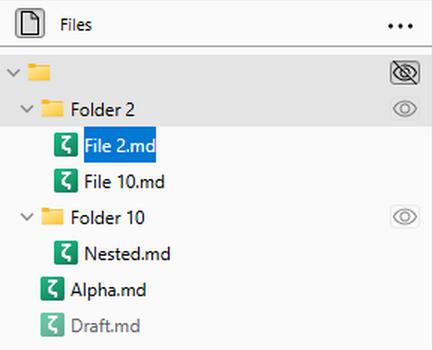 Files
Folder 2
File 2.md
File 10.md
Folder 10
Nested.md
Alpha.md
Draft.md